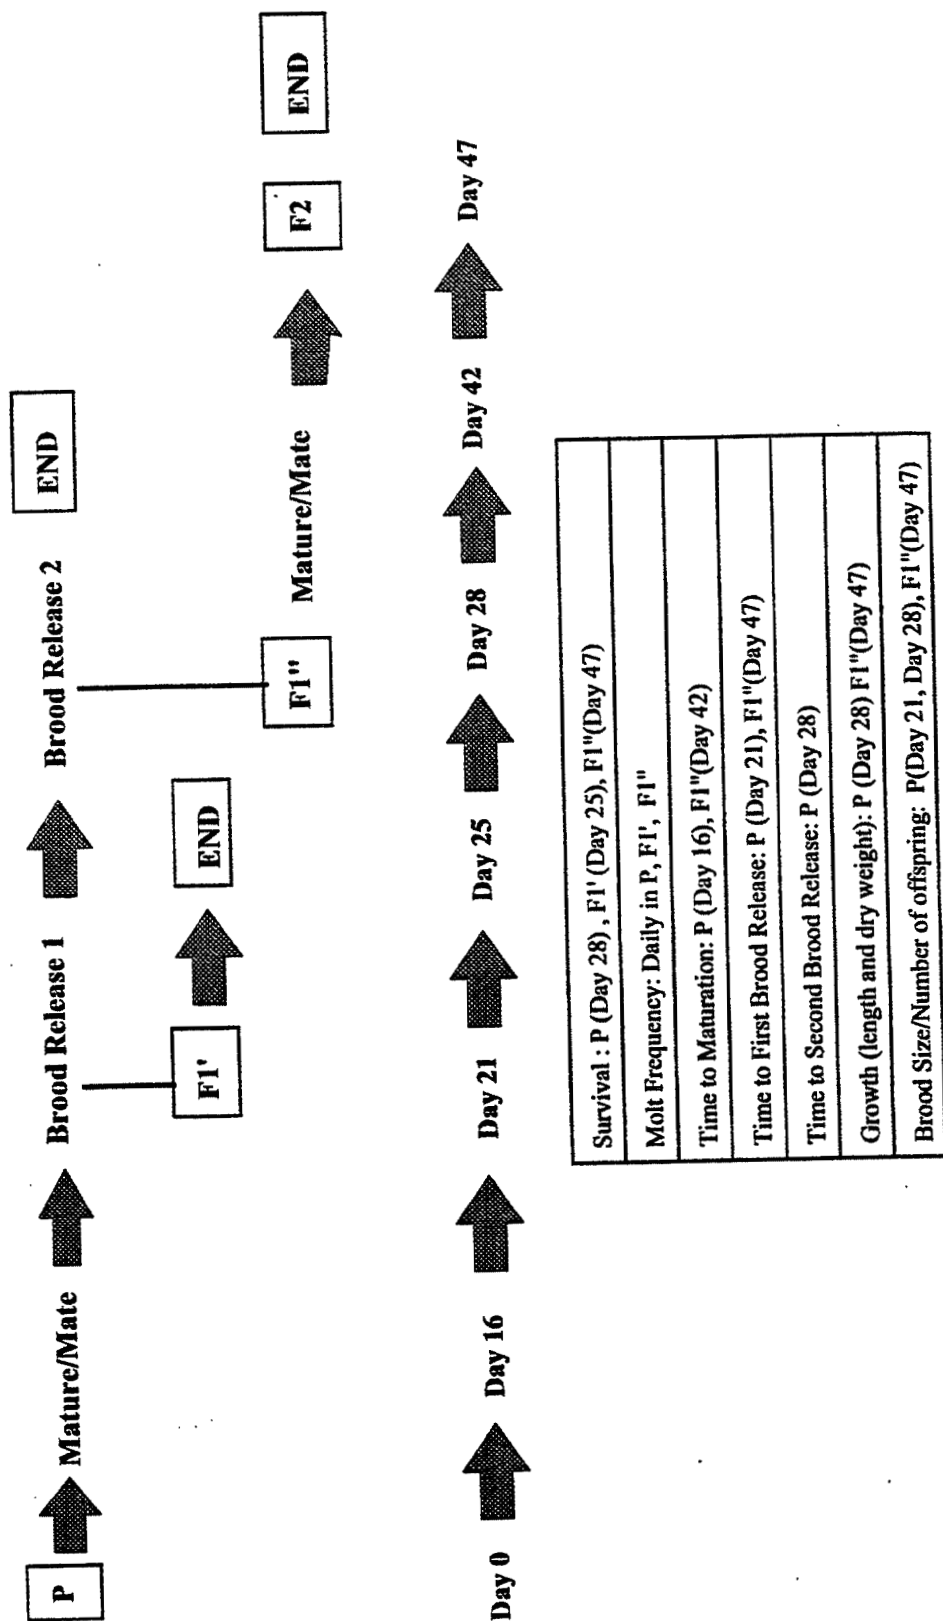 P
Mature/Mate
Brood Release 1
Brood Release 2
END
F1'
END
F1"
Mature/Mate
F2
END
Day 0
Day 16
Day 21
Day 25
Day 28
Day 42
Day 47
Survival : P (Day 28) , F1' (Day 25), F1"(Day 47)
Molt Frequency: Daily in P, F1', F1"
Time to Maturation: P (Day 16), F1"(Day 42)
Time to First Brood Release: P (Day 21), F1"(Day 47)
Time to Second Brood Release: P (Day 28)
Growth (length and dry weight): P (Day 28) F1"(Day 47)
Brood Size/Number of offspring: P(Day 21, Day 28), F1"(Day 47)